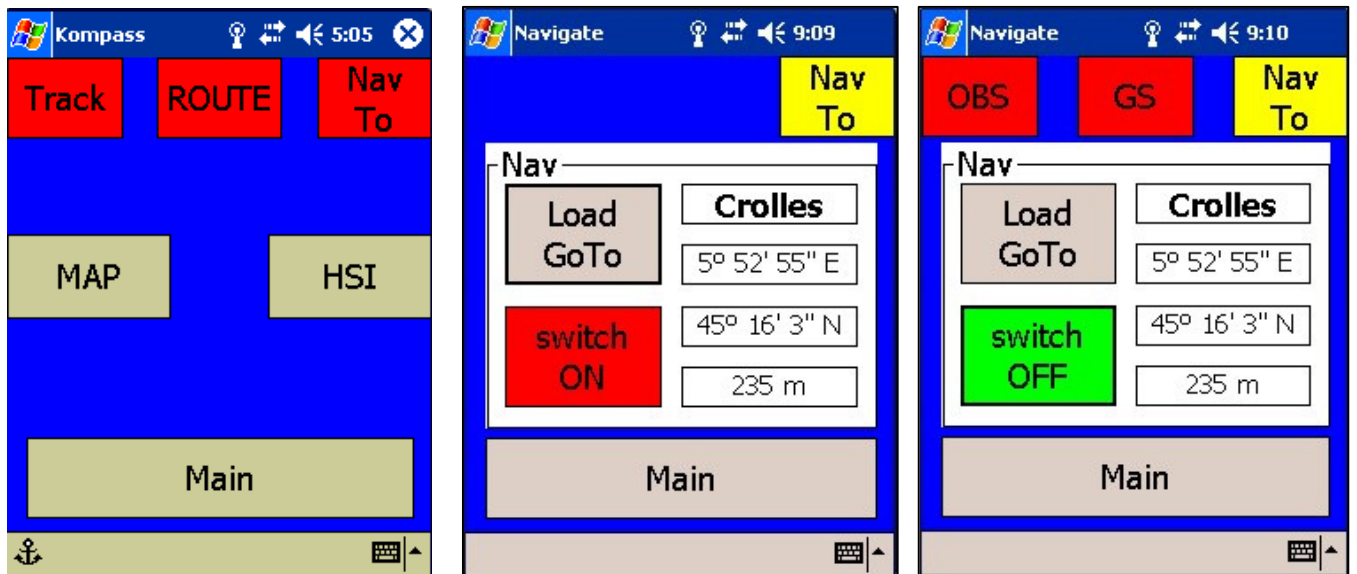 Kompass 5:05
Track ROUTE Nav
To
MAP HSI
Main
Navigate 9:09
Nav
To
Nav
Load
GoTo
Crolles
5º 52' 55" E
switch
ON
45º 16' 3" N
235 m
Main
Navigate 9:10
OBS GS Nav
To
Nav
Load
GoTo
Crolles
5º 52' 55" E
switch
OFF
45º 16' 3" N
235 m
Main